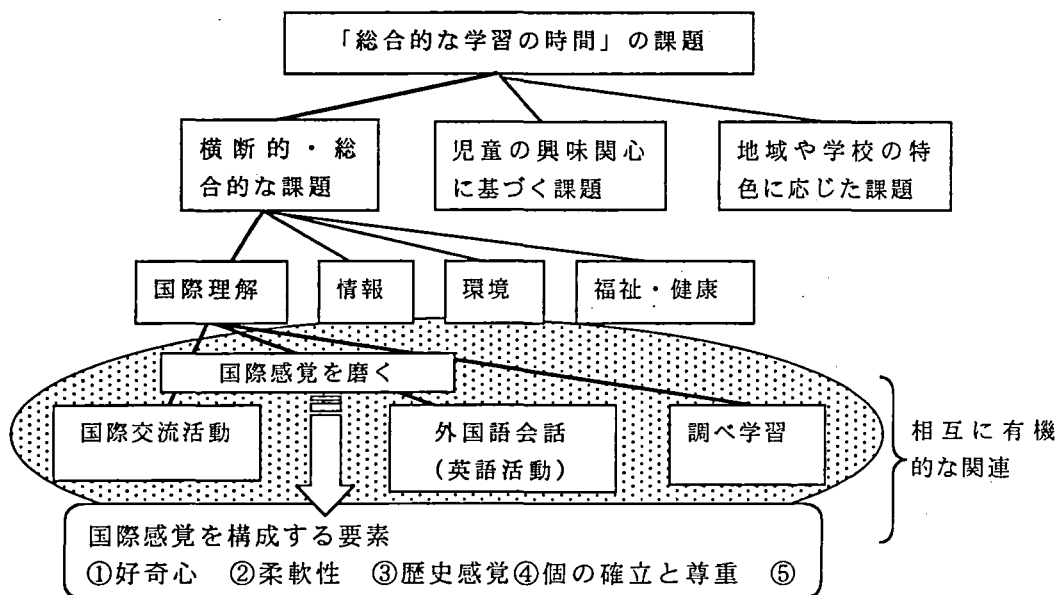 「総合的な学習の時間」の課題
横断的・総
合的な課題
児童の興味関心
に基づく課題
地域や学校の特
色に応じた課題
国際理解
情報
環境
福祉・健康
国際感覚を磨く
国際交流活動
外国語会話
(英語活動)
調べ学習
相互に有機
的な関連
国際感覚を構成する要素
①好奇心 ②柔軟性 ③歴史感覚④個の確立と尊重 ⑤